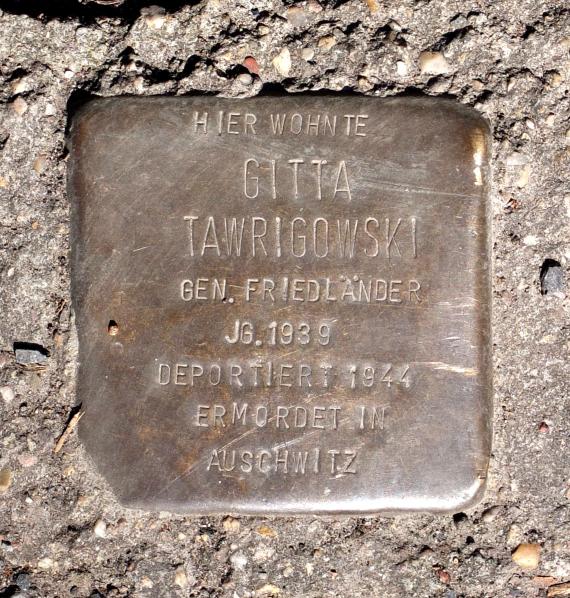 HIER WOHNTE
GITTA
TAWRIGOWSKI
GEN. FRIEDLÄNDER
JG. 1939
DEPORTIERT 1944
ERMORDET IN
AUSCHWITZ